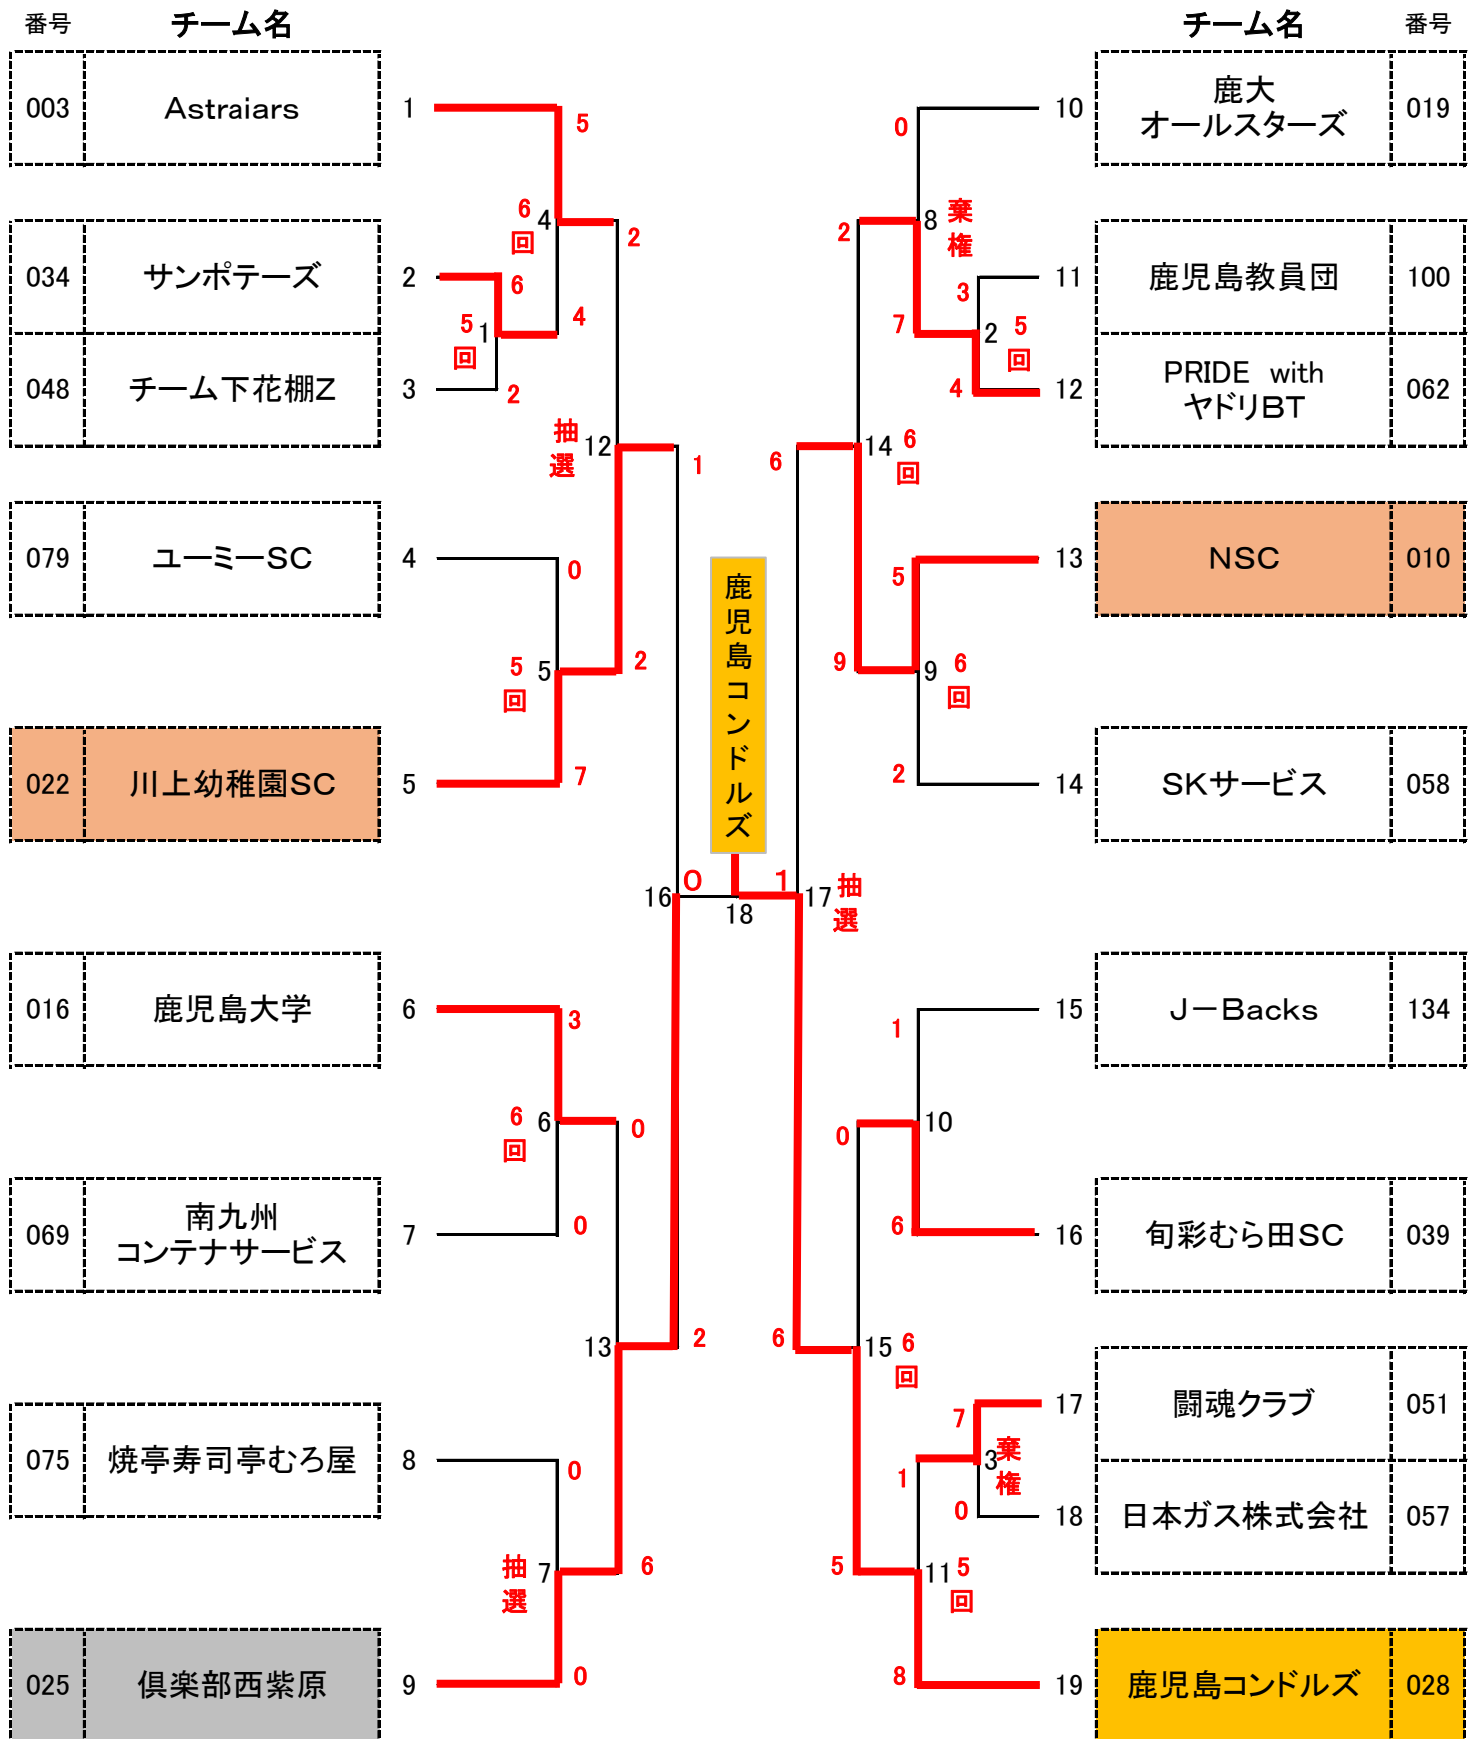 番号 チーム名 チーム名 番号
003 Astraiars 1 5 0 10 鹿大 019
オールスターズ
6 4 2 2 8 棄
回 権
034 サンポテーズ 2 6 3 11 鹿児島教員団 100
5 1 4 7 2 5
回 回
048 チーム下花棚Z 3 2 4 12 PRIDE with 062
ヤドリBT
抽 12 1 6 14 6
選 回
079 ユーミーSC 4 0 5 13 NSC 010
鹿児島コンドルズ
5 5 2 9 9 6
回 回
022 川上幼稚園SC 5 7 2 14 SKサービス 058
16 0 18 1 17 抽
選
016 鹿児島大学 6 3 1 15 J-Backs 134
6 6 0 0 10
回
069 南九州 7 0 6 16 旬彩むら田SC 039
コンテナサービス
13 2 6 15 6
回
7 17 闘魂クラブ 051
075 焼亭寿司亭むろ屋 8 0 1 3 棄
権
0 18 日本ガス株式会社 057
抽 7 6 5 11 5
選 回
025 倶楽部西紫原 9 0 8 19 鹿児島コンドルズ 028